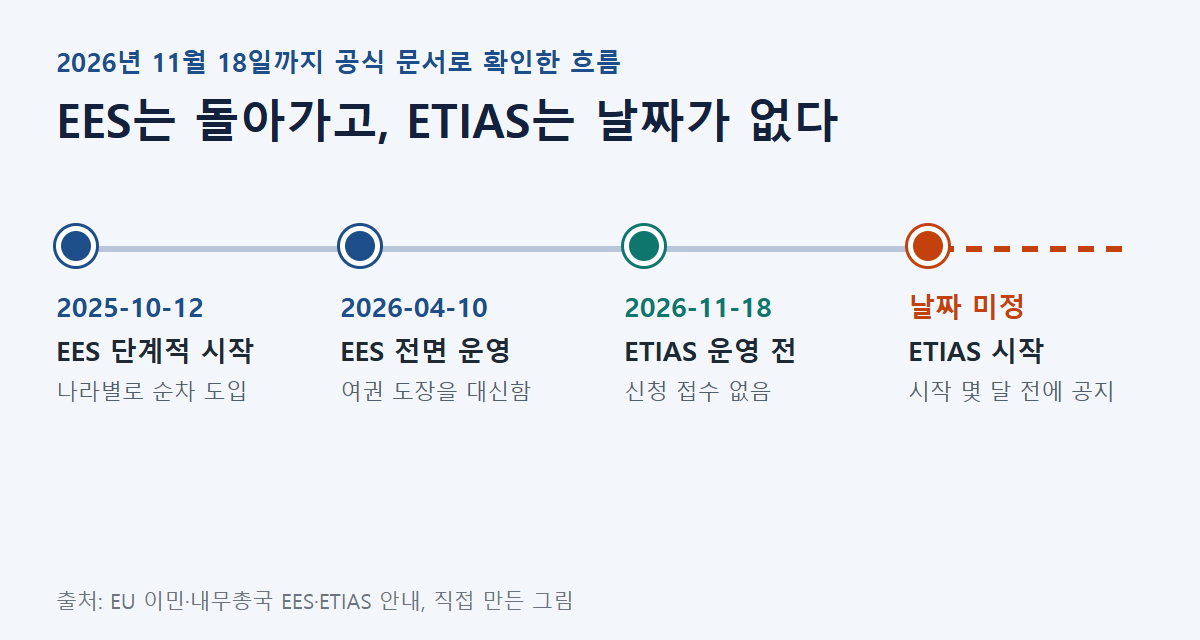 2026년 11월 18일까지 공식 문서로 확인한 흐름
EES는 돌아가고, ETIAS는 날짜가 없다
2025-10-12
EES 단계적 시작
나라별로 순차 도입
2026-04-10
EES 전면 운영
여권 도장을 대신함
2026-11-18
ETIAS 운영 전
신청 접수 없음
날짜 미정
ETIAS 시작
시작 몇 달 전에 공지
출처: EU 이민·내무총국 EES·ETIAS 안내, 직접 만든 그림